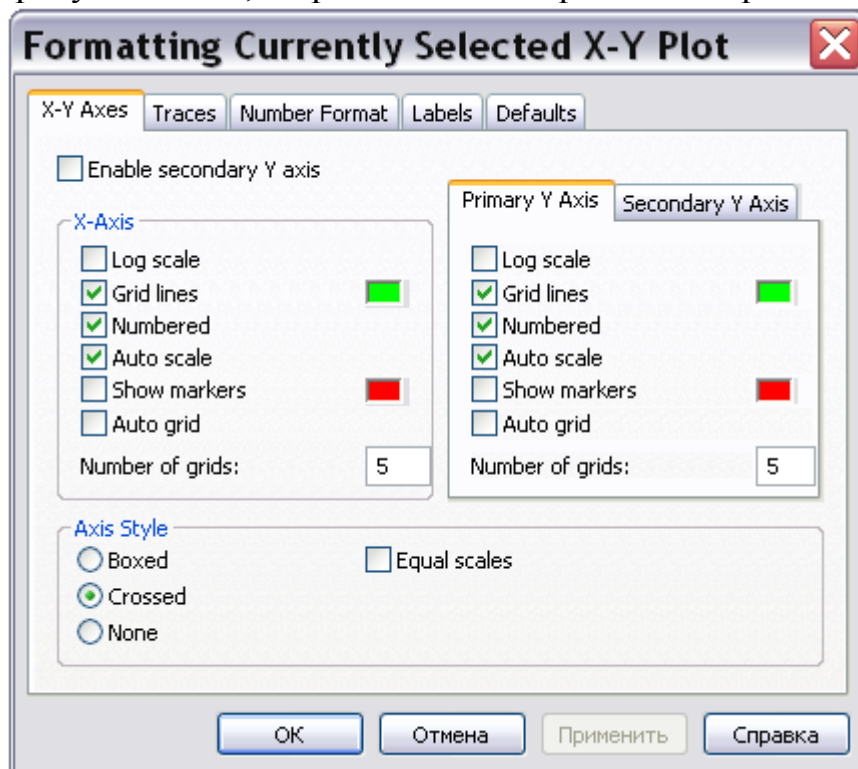 Formatting Currently Selected X-Y Plot
X-Y Axes Traces Number Format Labels Defaults
Enable secondary Y axis
X-Axis
Log scale
Grid lines
Numbered
Auto scale
Show markers
Auto grid
Number of grids: 5
Primary Y Axis Secondary Y Axis
Log scale
Grid lines
Numbered
Auto scale
Show markers
Auto grid
Number of grids: 5
Axis Style
Boxed
Equal scales
Crossed
None
ОК Отмена Применить Справка